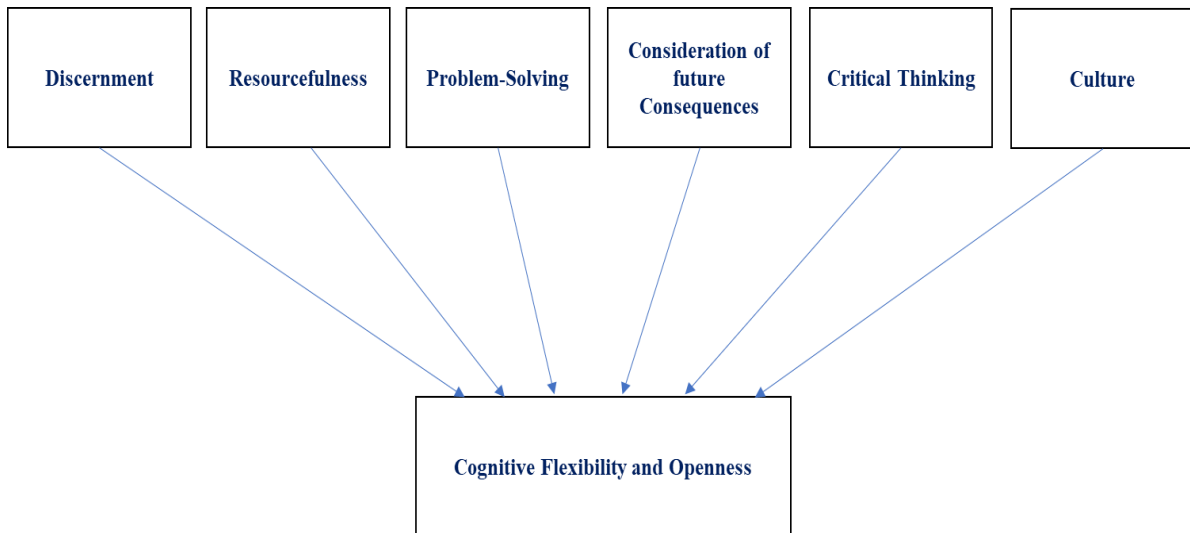 Discernment
Resourcefulness
Problem-Solving
Consideration of
future
Consequences
Critical Thinking
Culture
Cognitive Flexibility and Openness